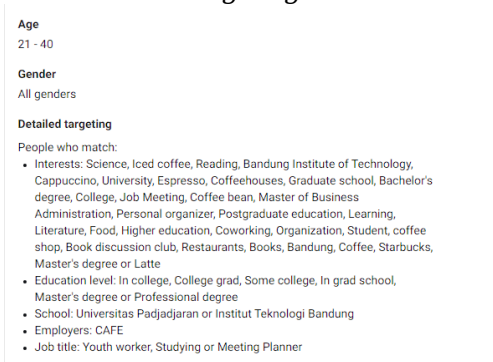 Age
21 - 40
Gender
All genders
Detailed targeting
People who match:
• Interests: Science, Iced coffee, Reading, Bandung Institute of Technology,
Cappuccino, University, Espresso, Coffeehouses, Graduate school, Bachelor's
degree, College, Job Meeting, Coffee bean, Master of Business
Administration, Personal organizer, Postgraduate education, Learning,
Literature, Food, Higher education, Coworking, Organization, Student, coffee
shop, Book discussion club, Restaurants, Books, Bandung, Coffee, Starbucks,
Master's degree or Latte
• Education level: In college, College grad, Some college, In grad school,
Master's degree or Professional degree
• School: Universitas Padjadjaran or Institut Teknologi Bandung
• Employers: CAFE
• Job title: Youth worker, Studying or Meeting Planner